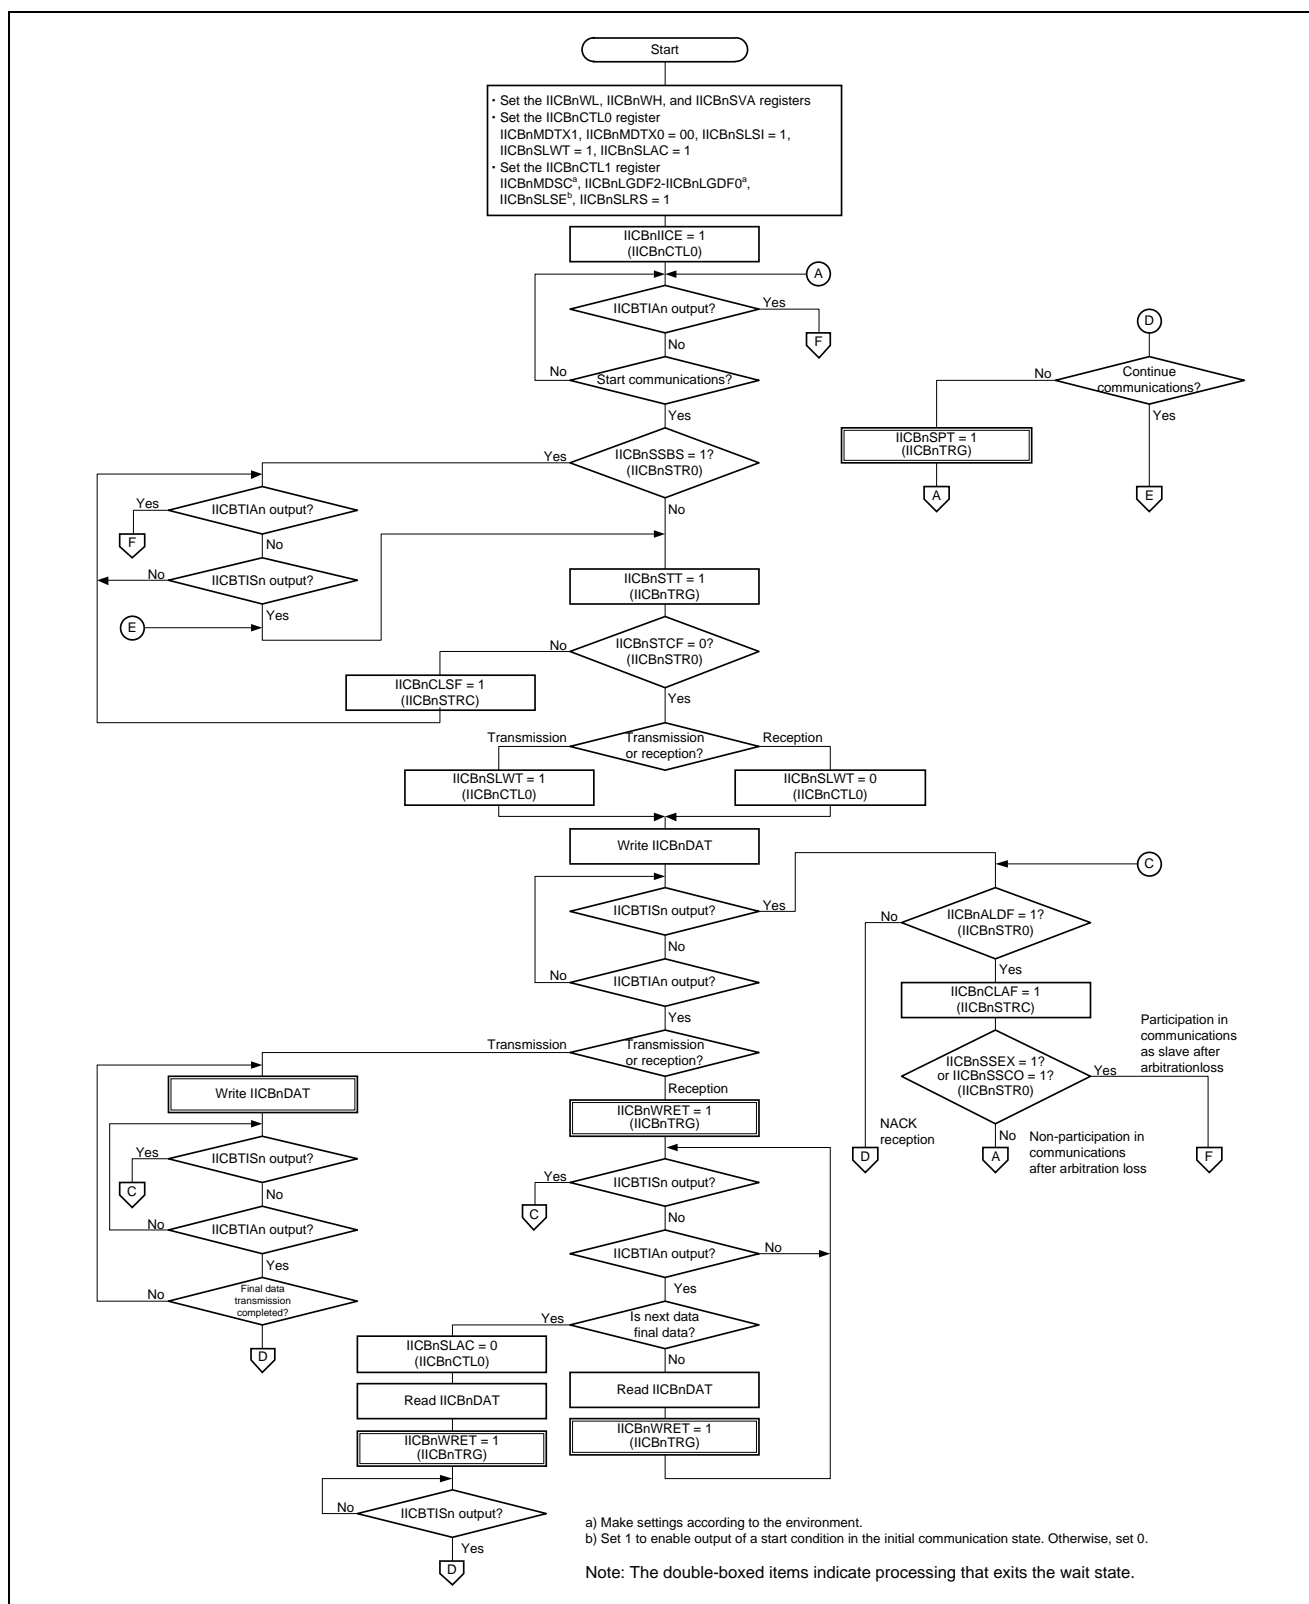 Start
・Set the IICBnWL, IICBnWH, and IICBnSVA registers
・Set the IICBnCTL0 register
IICBnMDTX1, IICBnMDTX0 = 00, IICBnSLSI = 1,
IICBnSLWT = 1, IICBnSLAC = 1
・Set the IICBnCTL1 register
IICBnMDSCa, IICBnLGDF2-IICBnLGDF0a,
IICBnSLSEb, IICBnSLRS = 1
IICBnIICE = 1
(IICBnCTL0)
A
IICBTIAn output?
Yes
F
No
Start communications?
No
Yes
D
Continue
communications?
No
Yes
IICBnSPT = 1
(IICBnTRG)
A
E
IICBnSSBS = 1?
(IICBnSTR0)
Yes
No
IICBTIAn output?
Yes
F
No
IICBTISn output?
No
Yes
E
IICBnSTT = 1
(IICBnTRG)
IICBnSTCF = 0?
(IICBnSTR0)
No
Yes
IICBnCLSF = 1
(IICBnSTRC)
Transmission
or reception?
Transmission
Reception
IICBnSLWT = 1
(IICBnCTL0)
IICBnSLWT = 0
(IICBnCTL0)
Write IICBnDAT
IICBTISn output?
Yes
No
IICBTIAn output?
No
Yes
C
IICBnALDF = 1?
(IICBnSTR0)
No
Yes
IICBnCLAF = 1
(IICBnSTRC)
IICBnSSEX = 1?
or IICBnSSCO = 1?
(IICBnSTR0)
Yes
Participation in
communications
as slave after
arbitrationloss
No
NACK
reception
Non-participation in
communications
after arbitration loss
D
A
F
Transmission
or reception?
Transmission
Reception
Write IICBnDAT
IICBTISn output?
Yes
C
No
IICBTIAn output?
No
Yes
Final data
transmission
completed?
No
D
IICBnWRET = 1
(IICBnTRG)
IICBTISn output?
Yes
C
No
IICBTIAn output?
No
Yes
Is next data
final data?
Yes
No
IICBnSLAC = 0
(IICBnCTL0)
Read IICBnDAT
IICBnWRET = 1
(IICBnTRG)
Read IICBnDAT
IICBnWRET = 1
(IICBnTRG)
IICBTISn output?
No
Yes
D
a) Make settings according to the environment.
b) Set 1 to enable output of a start condition in the initial communication state. Otherwise, set 0.
Note: The double-boxed items indicate processing that exits the wait state.